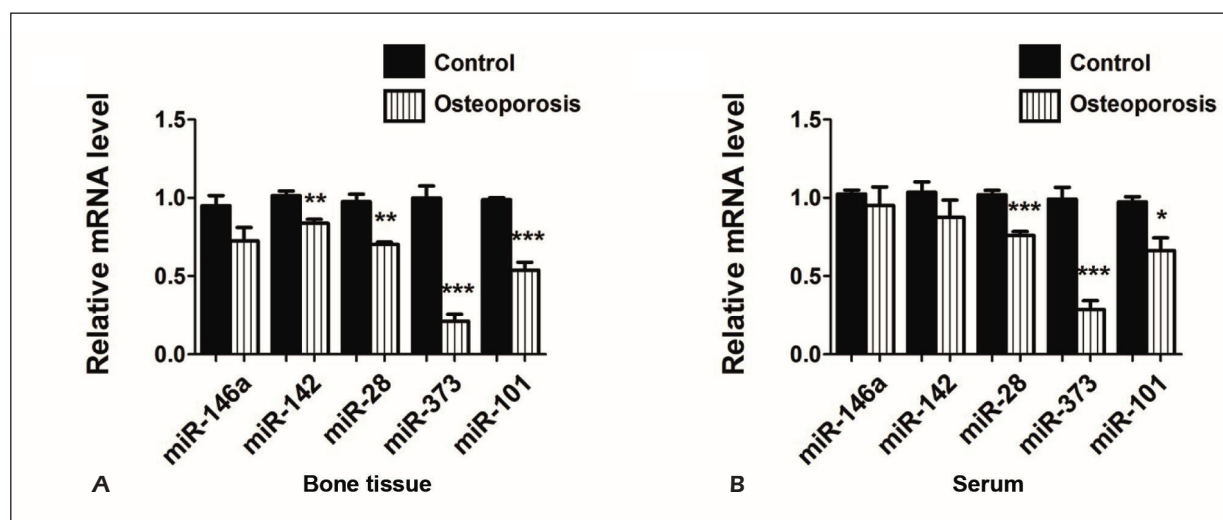 Control
Osteoporosis
Relative mRNA level
1.5
1.0
0.5
0.0
** ** *** ***
miR-146a
miR-142
miR-28
miR-373
miR-101
A Bone tissue
Control
Osteoporosis
Relative mRNA level
1.5
1.0
0.5
0.0
*** *** *
miR-146a
miR-142
miR-28
miR-373
miR-101
B Serum